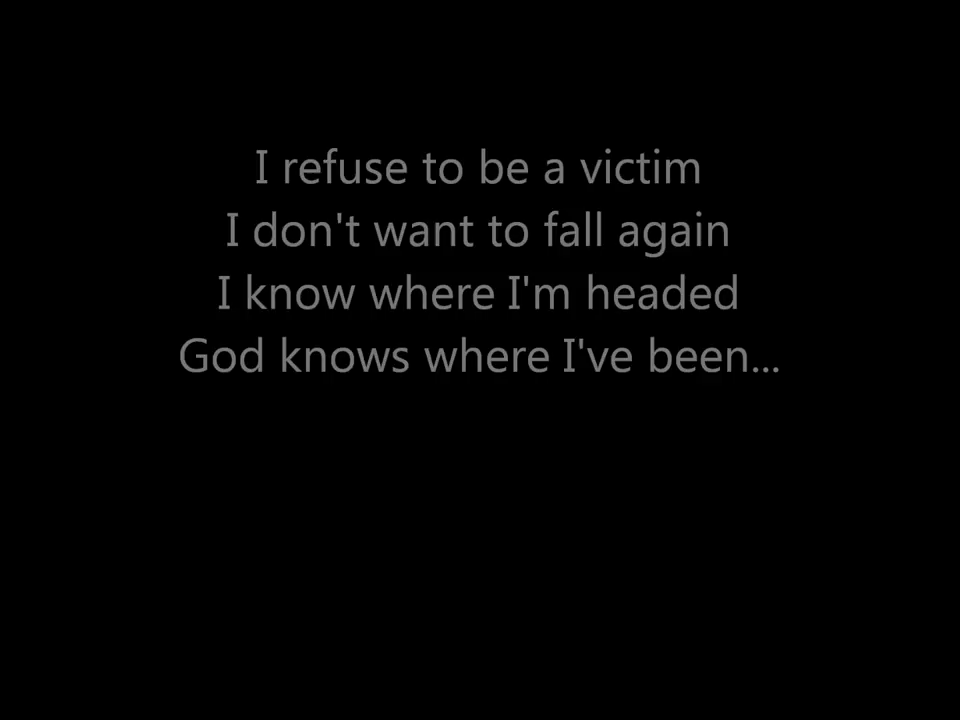 I refuse to be a victim
I don't want to fall again
I know where I'm headed
God knows where I've been...